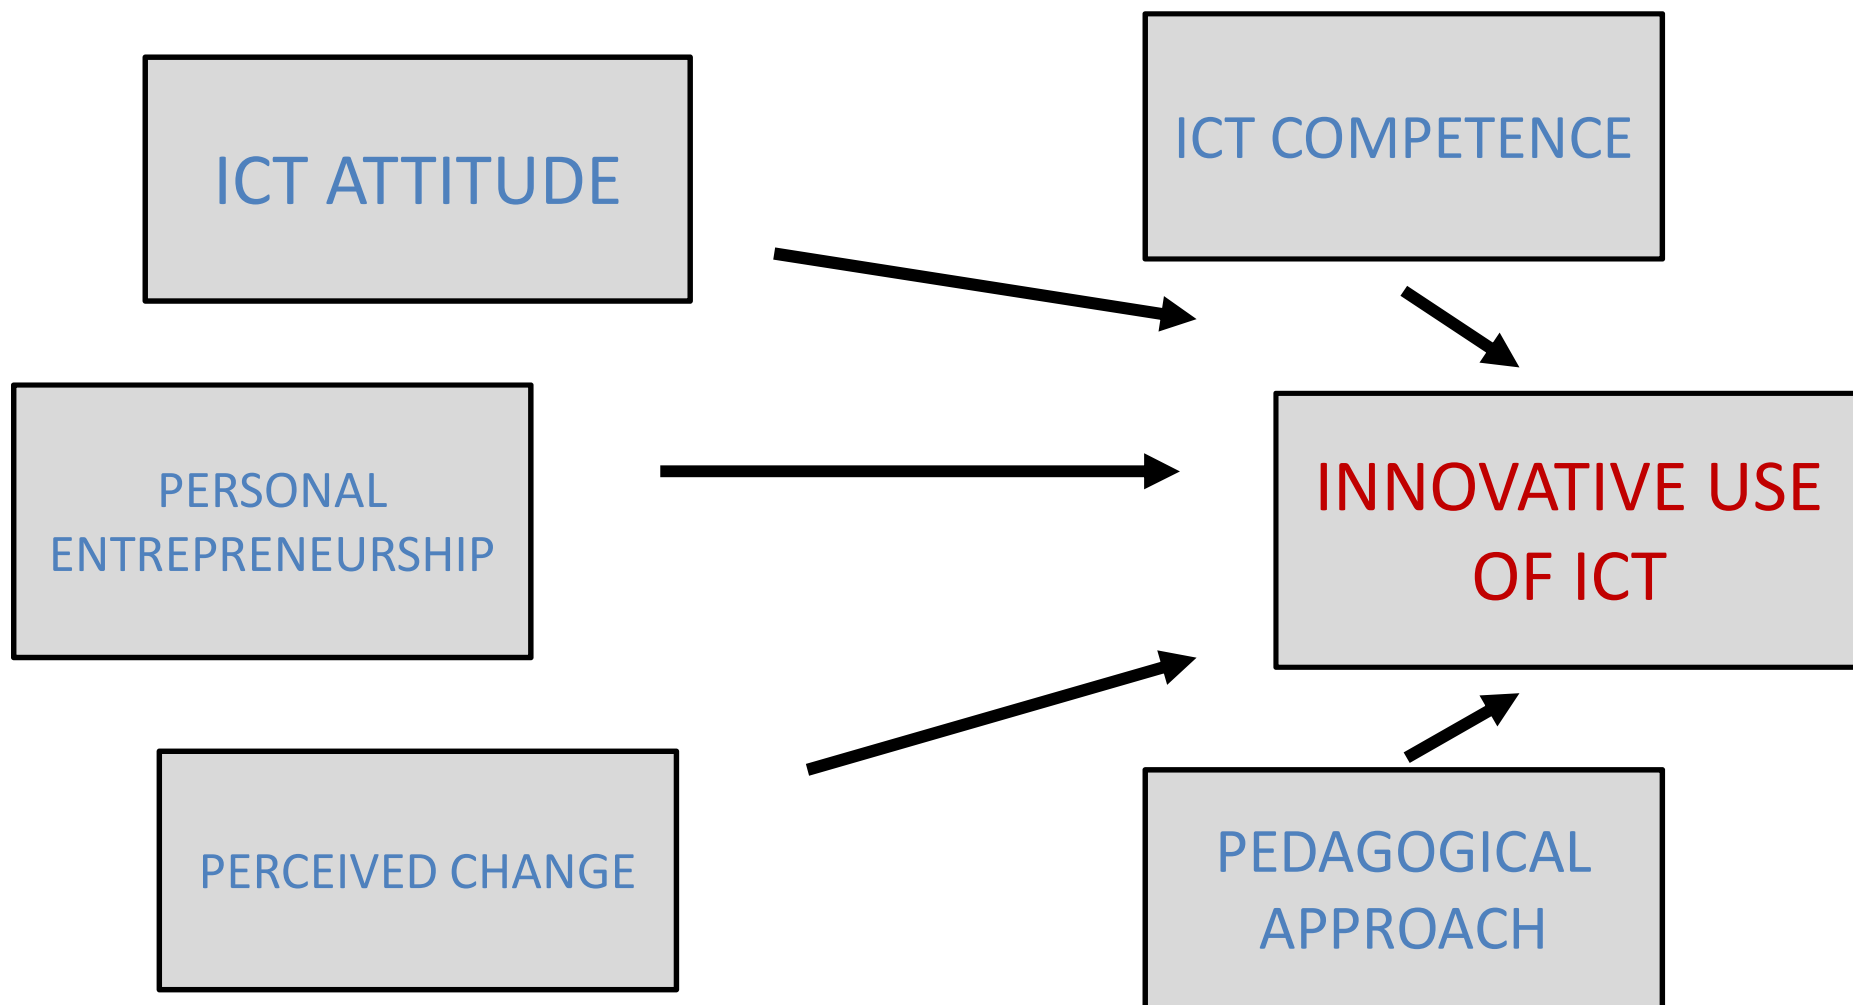 ICT ATTITUDE
ICT COMPETENCE
PERSONAL
ENTREPRENEURSHIP
INNOVATIVE USE
OF ICT
PERCEIVED CHANGE
PEDAGOGICAL
APPROACH